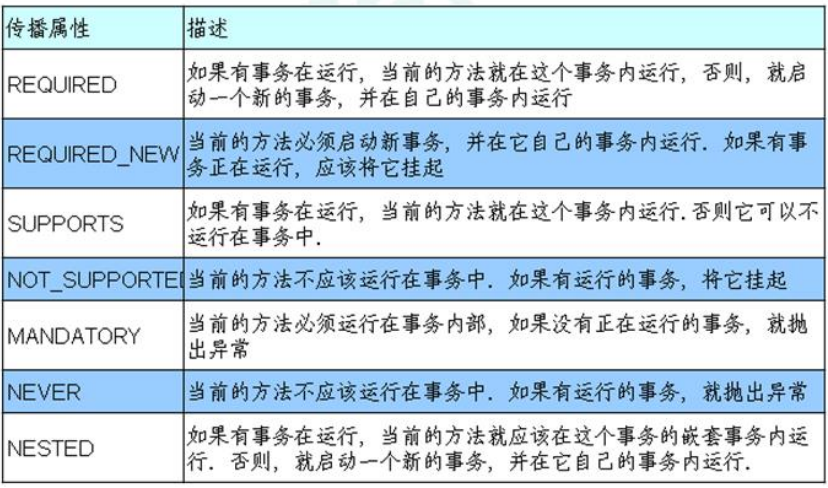 传播属性 描述
REQUIRED 如果有事务在运行，当前的方法就在这个事务内运行，否则，就启
动一个新的事务，并在自己的事务内运行
REQUIRED_NEW 当前的方法必须启动新事务，并在它自己的事务内运行. 如果有事
务正在运行，应该将它挂起
SUPPORTS 如果有事务在运行，当前的方法就在这个事务内运行.否则它可以不
运行在事务中.
NOT_SUPPORTE 当前的方法不应该运行在事务中. 如果有运行的事务，将它挂起
MANDATORY 当前的方法必须运行在事务内部，如果没有正在运行的事务，就抛
出异常
NEVER 当前的方法不应该运行在事务中. 如果有运行的事务，就抛出异常
NESTED 如果有事务在运行，当前的方法就应该在这个事务的嵌套事务内运
行. 否则，就启动一个新的事务，并在它自己的事务内运行.